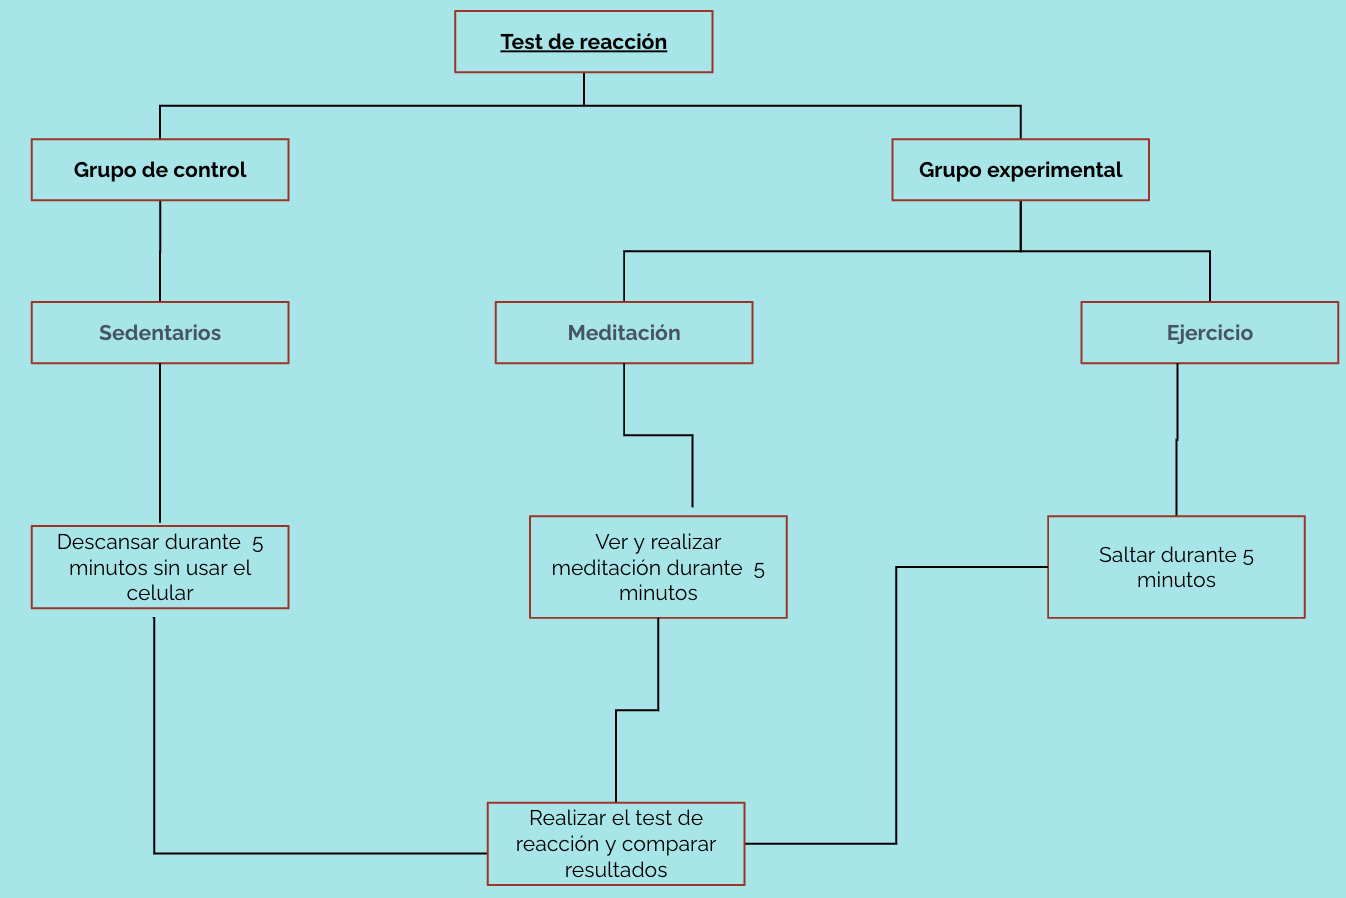 Test de reacción
Grupo de control
Grupo experimental
Sedentarios
Meditación
Ejercicio
Descansar durante  5
minutos sin usar el
celular
Ver y realizar
meditación durante  5
minutos
Saltar durante 5
minutos
Realizar el test de
reacción y comparar
resultados